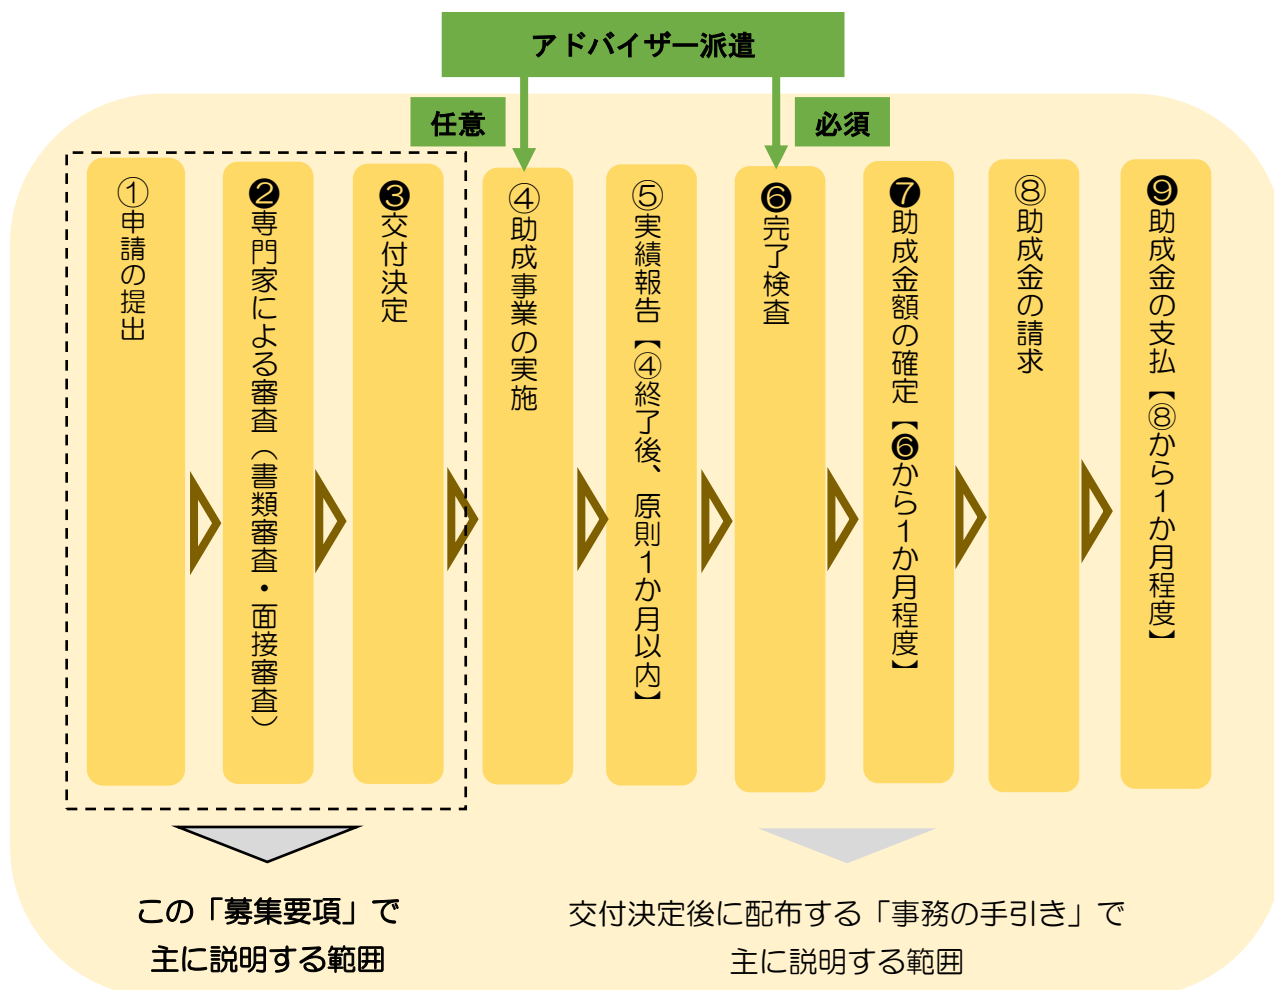 アドバイザー派遣
任意
必須
①申請の提出
❷専門家による審査（書類審査・面接審査）
❸交付決定
④助成事業の実施
⑤実績報告【④終了後、原則１か月以内】
❻完了検査
❼助成金額の確定【❻から１か月程度】
⑧助成金の請求
❾助成金の支払【⑧から１か月程度】
この「募集要項」で
主に説明する範囲
交付決定後に配布する「事務の手引き」で
主に説明する範囲